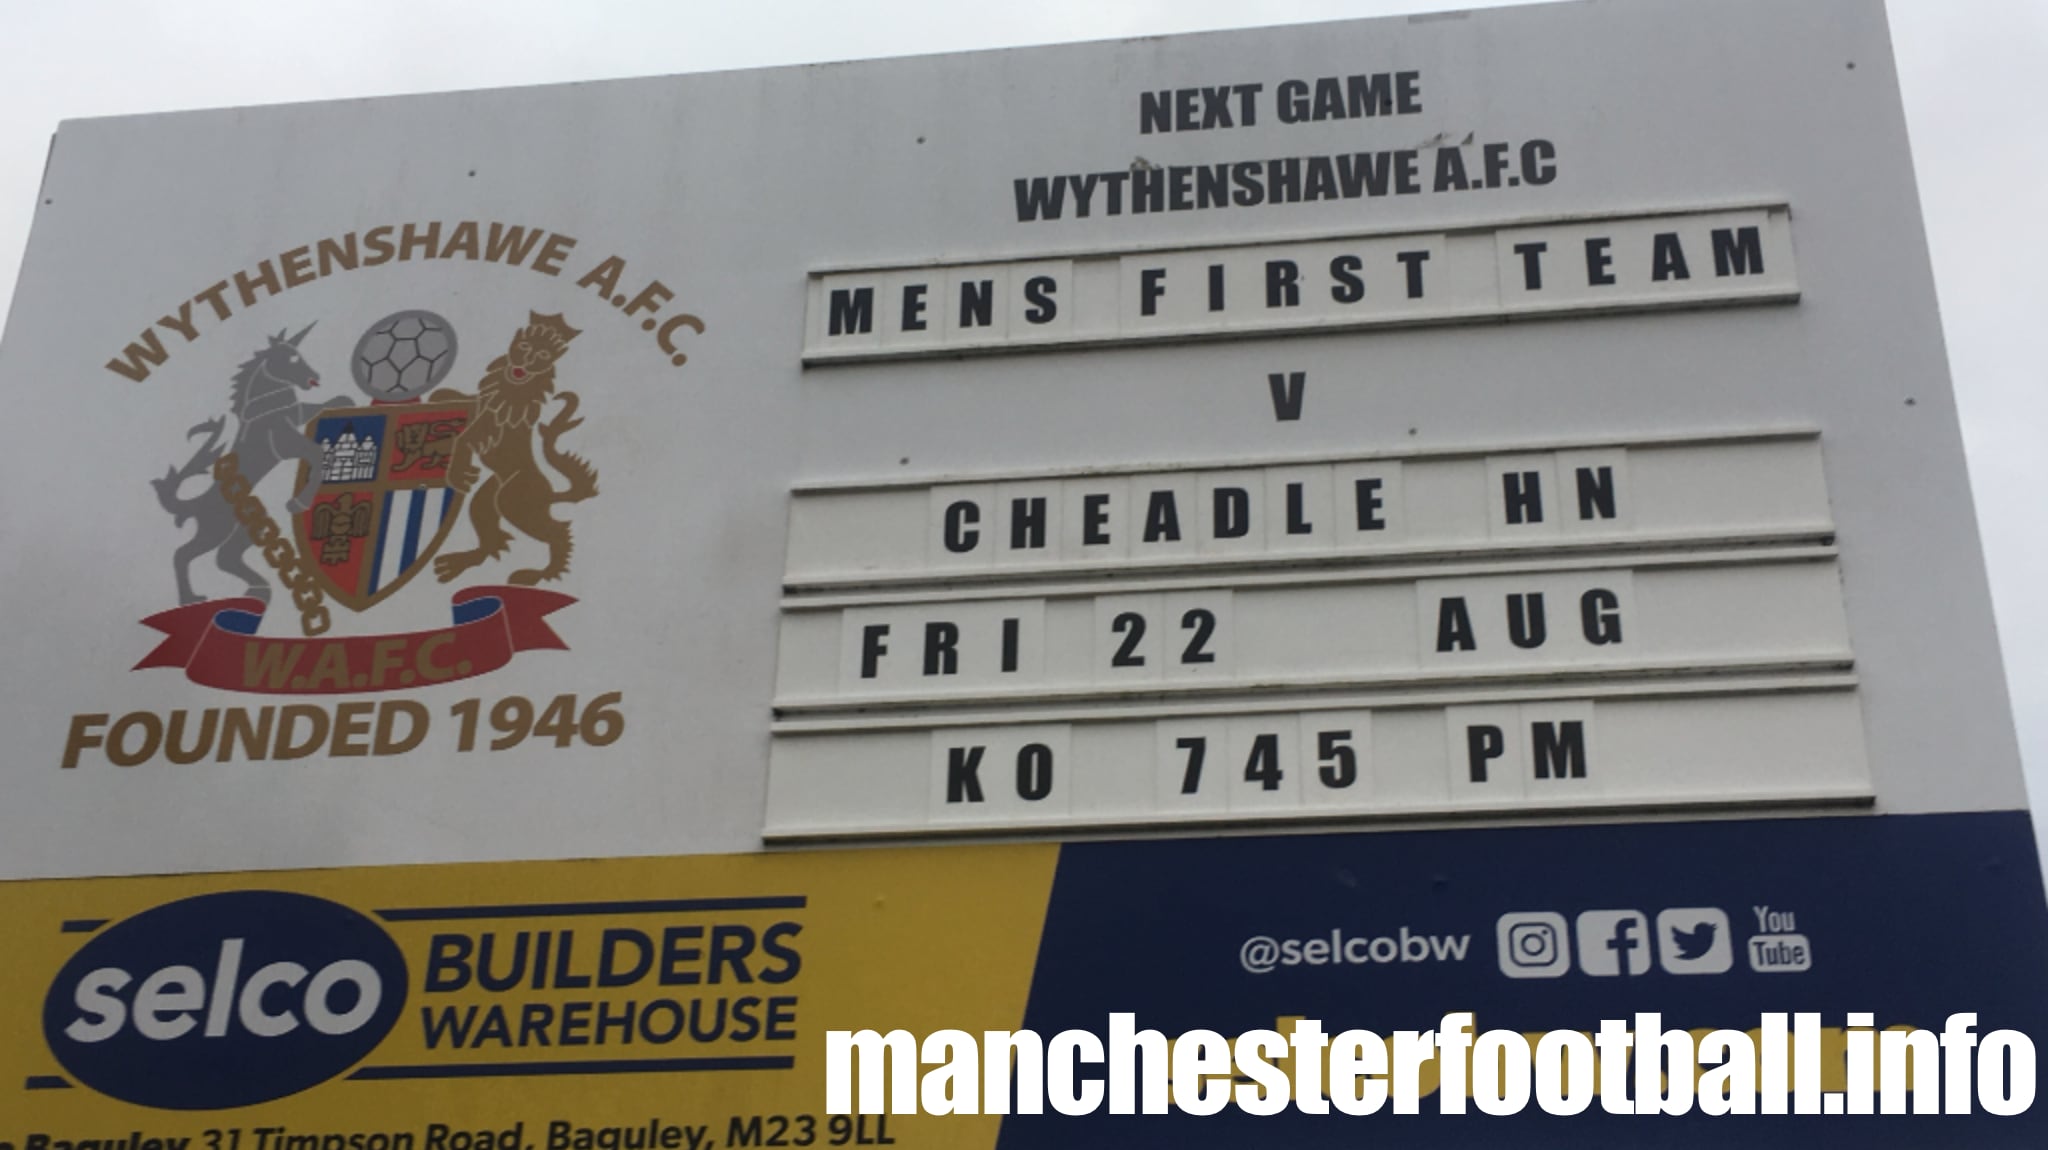 WYTHENSHAWE A.F.C.
W.A.F.C.
FOUNDED 1946
NEXT GAME
WYTHENSHAWE A.F.C
MENS FIRST TEAM
V
CHEADLE HN
FRI 22 AUG
KO 745 PM
selco
BUILDERS
WAREHOUSE
Baguley 31 Timpson Road, Baguley, M23 9LL
@selcobw
You
Tube
manchesterfootball.info